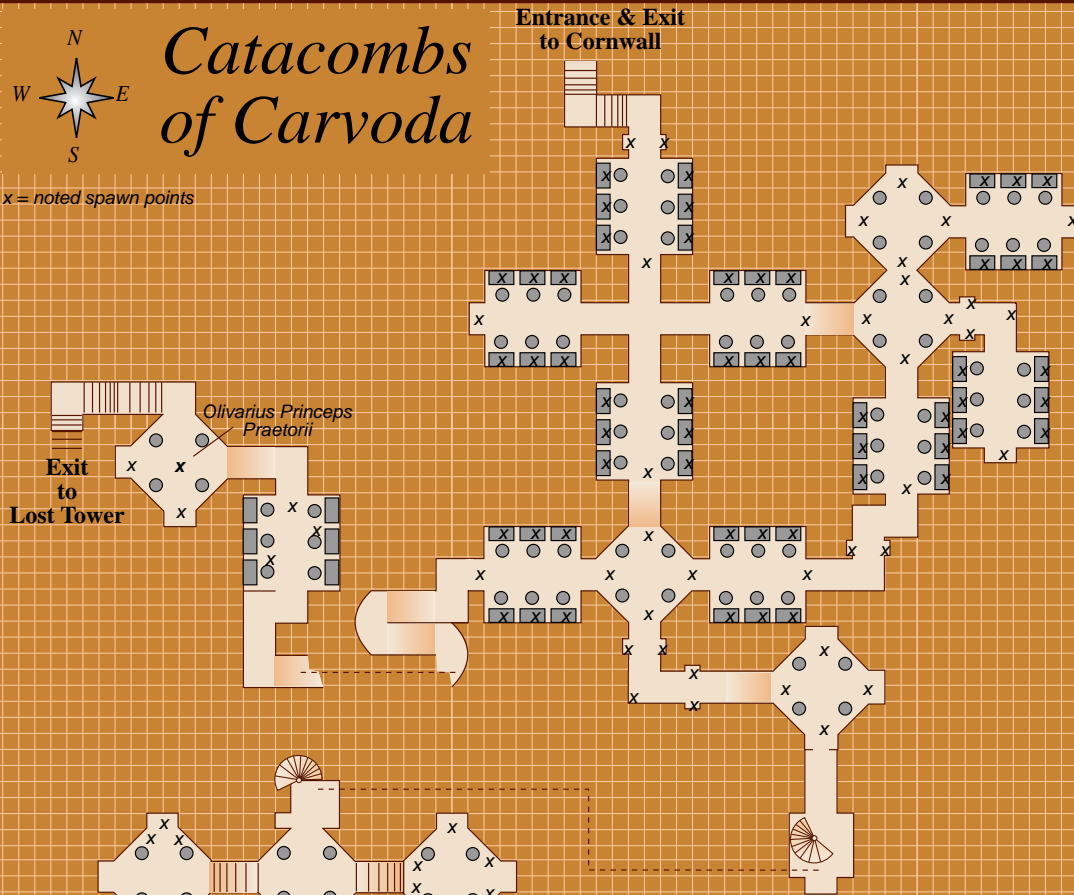 Entrance & Exit
to Cornwall
N
W E
S
Catacombs
of Carvoda
x = noted spawn points
Olivarius Princeps
Praetorii
Exit
to
Lost Tower